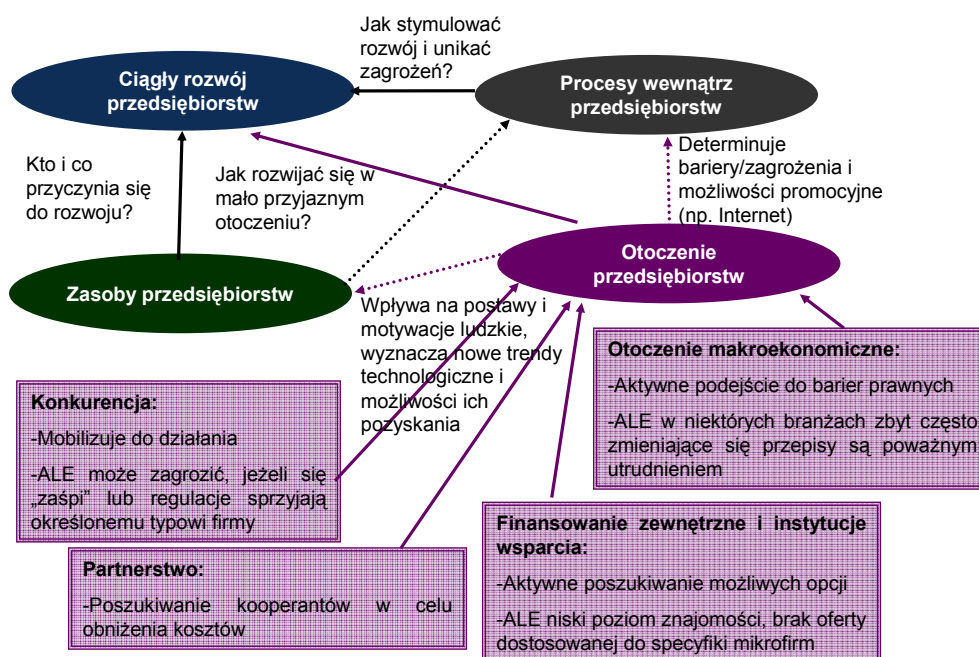 Jak stymulować
rozwój i unikać
zagrożeń?
Ciągły rozwój
przedsiębiorstw
Procesy wewnątrz
przedsiębiorstw
Kto i co
przyczynia się
do rozwoju?
Jak rozwijać się w
mało przyjaznym
otoczeniu?
Determinuje
bariery/zagrożenia i
możliwości promocyjne
(np. Internet)
Otoczenie
przedsiębiorstw
Zasoby przedsiębiorstw
Wpływa na postawy i
motywacje ludzkie,
wyznacza nowe trendy
technologiczne i
możliwości ich
pozyskania
Otoczenie makroekonomiczne:
-Aktywne podejście do barier prawnych
-ALE w niektórych branżach zbyt często
zmieniające się przepisy są poważnym
utrudnieniem
Konkurencja:
-Mobilizuje do działania
-ALE może zagrozić, jeżeli się
„zaśpi” lub regulacje sprzyjają
określonemu typowi firmy
Partnerstwo:
-Poszukiwanie kooperantów w celu
obniżenia kosztów
Finansowanie zewnętrzne i instytucje
wsparcia:
-Aktywne poszukiwanie możliwych opcji
-ALE niski poziom znajomości, brak oferty
dostosowanej do specyfiki mikrofirm